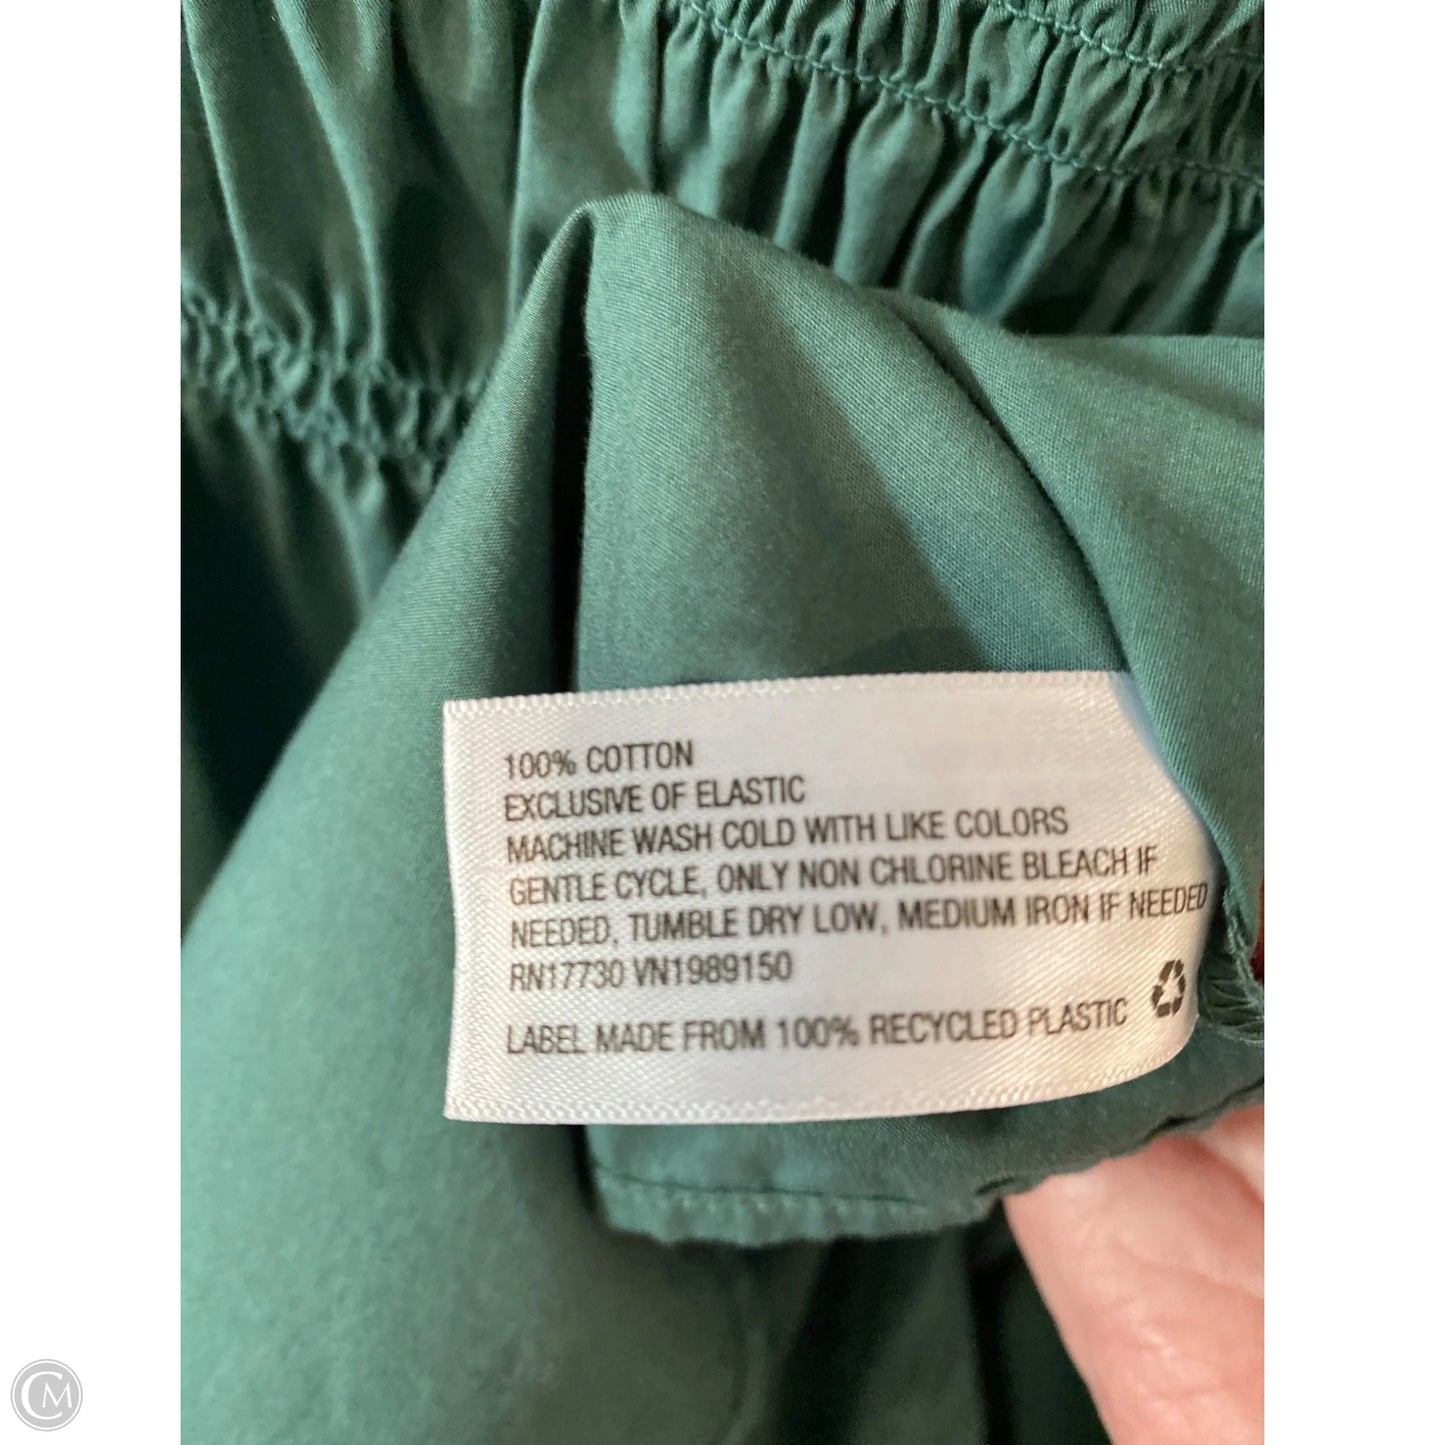 100% COTTON
EXCLUSIVE OF ELASTIC
MACHINE WASH COLD WITH LIKE COLORS
GENTLE CYCLE, ONLY NON CHLORINE BLEACH IF
NEEDED, TUMBLE DRY LOW, MEDIUM IRON IF NEEDED
RN17730 VN1989150
LABEL MADE FROM 100% RECYCLED PLASTIC
CM